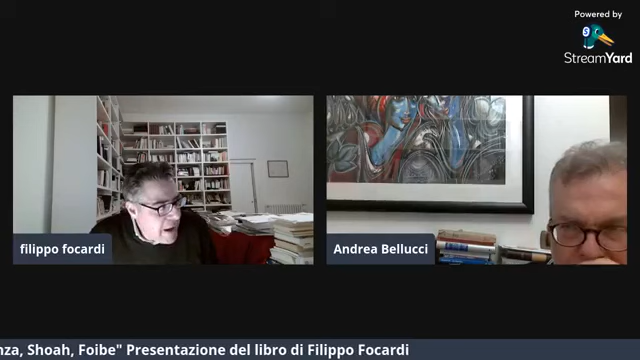 Powered by
StreamYard
filippo focardi
Andrea Bellucci
nza, Shoah, Foibe" Presentazione del libro di Filippo Focardi